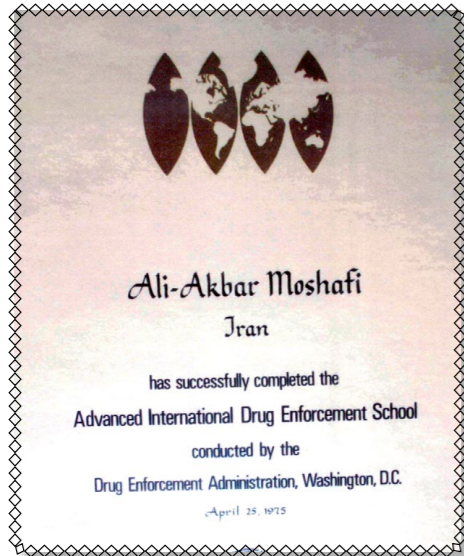 Ali-Akbar Moshafi
Iran
has successfully completed the
Advanced International Drug Enforcement School
conducted by the
Drug Enforcement Administration, Washington, D.C.
April 25, 1975